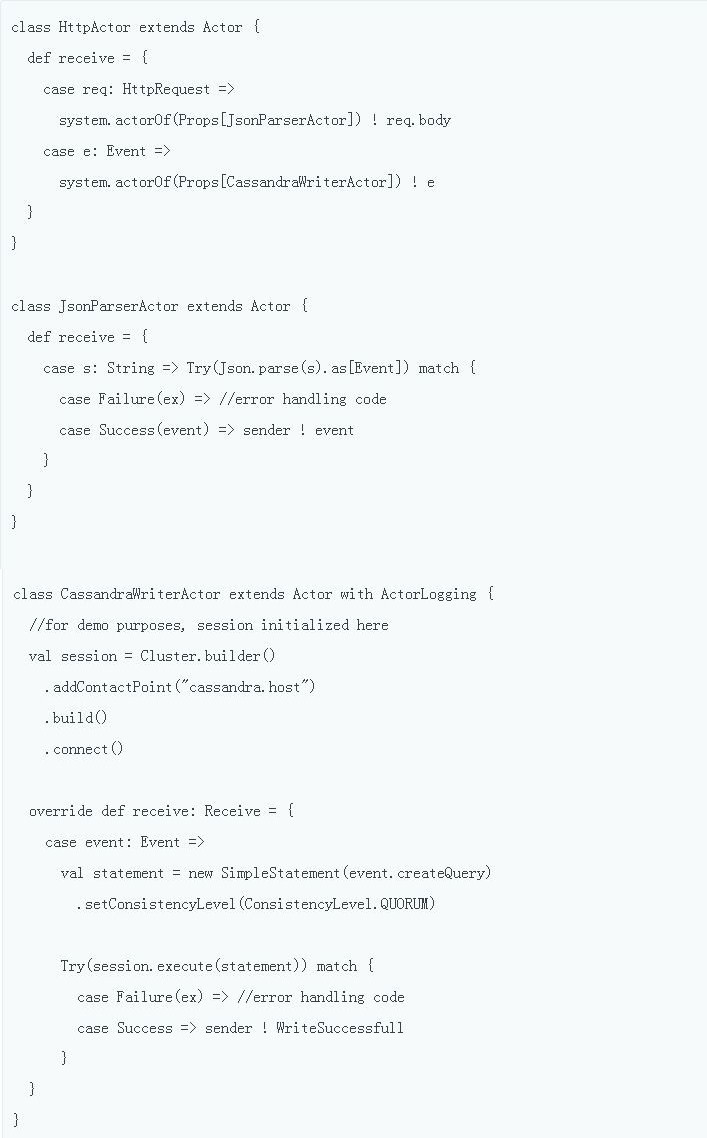 class HttpActor extends Actor {
  def receive = {
    case req: HttpRequest =>
      system.actorOf(Props[JsonParserActor]) ! req.body
    case e: Event =>
      system.actorOf(Props[CassandraWriterActor]) ! e
  }
}

class JsonParserActor extends Actor {
  def receive = {
    case s: String => Try(Json.parse(s).as[Event]) match {
      case Failure(ex) => //error handling code
      case Success(event) => sender ! event
    }
  }
}

class CassandraWriterActor extends Actor with ActorLogging {
  //for demo purposes, session initialized here
  val session = Cluster.builder()
    .addContactPoint("cassandra.host")
    .build()
    .connect()

  override def receive: Receive = {
    case event: Event =>
      val statement = new SimpleStatement(event.createQuery)
        .setConsistencyLevel(ConsistencyLevel.QUORUM)

      Try(session.execute(statement)) match {
        case Failure(ex) => //error handling code
        case Success => sender ! WriteSuccessfull
      }
  }
}